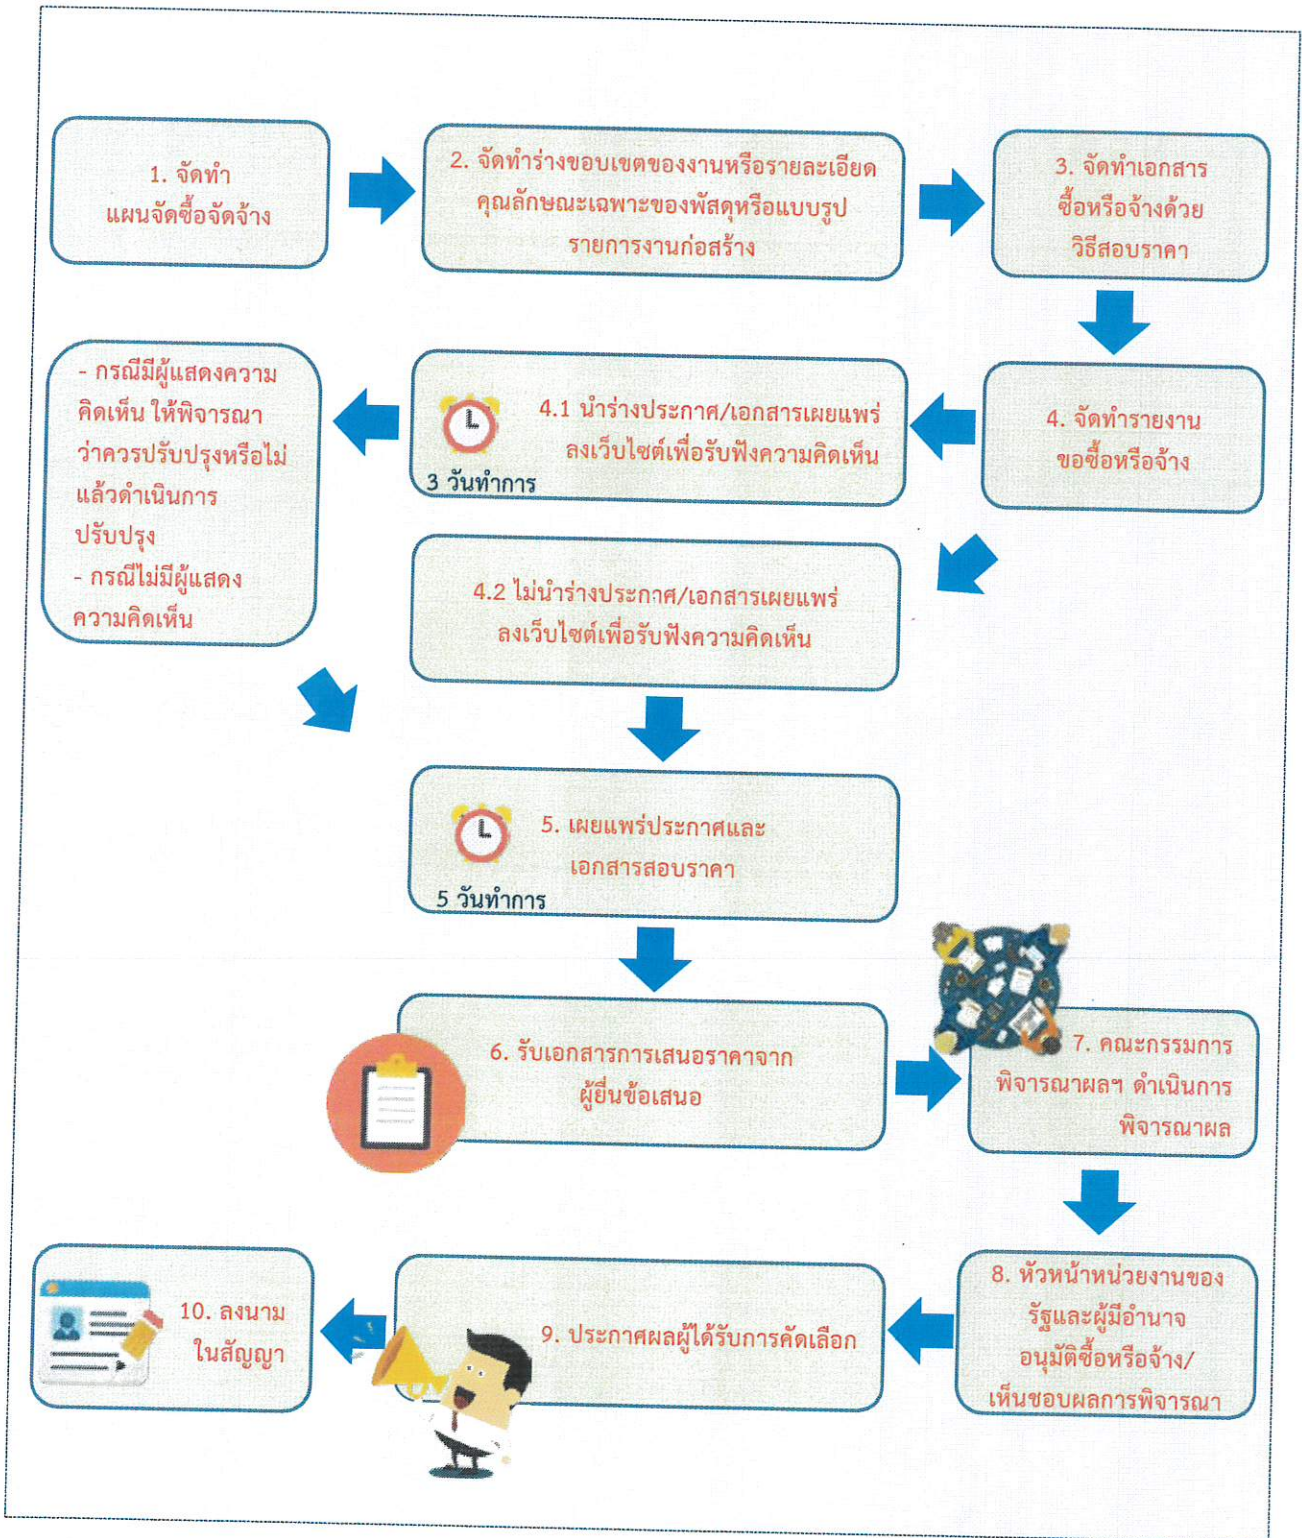 1. จัดทำ
แผนจัดซื้อจัดจ้าง
2. จัดทำร่างขอบเขตของงานหรือรายละเอียด
คุณลักษณะเฉพาะของพัสดุหรือแบบรูป
รายการงานก่อสร้าง
3. จัดทำเอกสาร
ซื้อหรือจ้างด้วย
วิธีสอบราคา
4. จัดทำรายงาน
ขอซื้อหรือจ้าง
4.1 นำร่างประกาศ/เอกสารเผยแพร่
ลงเว็บไซต์เพื่อรับฟังความคิดเห็น
3 วันทำการ
- กรณีมีผู้แสดงความ
คิดเห็น ให้พิจารณา
ว่าควรปรับปรุงหรือไม่
แล้วดำเนินการ
ปรับปรุง
- กรณีไม่มีผู้แสดง
ความคิดเห็น
4.2 ไม่นำร่างประกาศ/เอกสารเผยแพร่
ลงเว็บไซต์เพื่อรับฟังความคิดเห็น
5. เผยแพร่ประกาศและ
เอกสารสอบราคา
5 วันทำการ
6. รับเอกสารการเสนอราคาจาก
ผู้ยื่นข้อเสนอ
7. คณะกรรมการ
พิจารณาผลฯ ดำเนินการ
พิจารณาผล
8. หัวหน้าหน่วยงานของ
รัฐและผู้มีอำนาจ
อนุมัติซื้อหรือจ้าง/
เห็นชอบผลการพิจารณา
9. ประกาศผลผู้ได้รับการคัดเลือก
10. ลงนาม
ในสัญญา